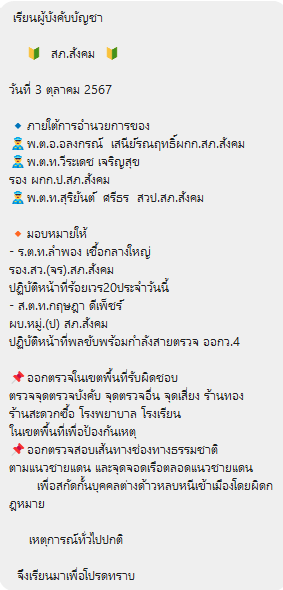 เรียนผู้บังคับบัญชา
🔰 สภ.สังคม 🔰
วันที่ 3 ตุลาคม 2567
🔹ภายใต้การอำนวยการของ
👮‍♂️พ.ต.อ.อลงกรณ์ เสนีย์รณฤทธิ์ผกก.สภ.สังคม
👮‍♂️พ.ต.ท.วีระเดช เจริญสุข
รอง ผกก.ป.สภ.สังคม
👮‍♂️พ.ต.ท.สุริยันต์ ศรีธร สวป.สภ.สังคม
🔸มอบหมายให้
- ร.ต.ท.ลำพอง เชื้อกลางใหญ่
รอง.สว.(จร).สภ.สังคม
ปฏิบัติหน้าที่ร้อยเวร20ประจำวันนี้
- ส.ต.ท.กฤษฎา ดีเพ็ชร์
ผบ.หมู่.(ป) สภ.สังคม
ปฏิบัติหน้าที่พลขับพร้อมกำลังสายตรวจ ออกว.4
📌ออกตรวจในเขตพื้นที่รับผิดชอบ
ตรวจจุดตรวจบังคับ จุดตรวจอื่น จุดเสี่ยง ร้านทอง
ร้านสะดวกซื้อ โรงพยาบาล โรงเรียน
ในเขตพื้นที่เพื่อป้องกันเหตุ
📌ออกตรวจสอบเส้นทางช่องทางธรรมชาติ
ตามแนวชายแดน และจุดจอดเรือตลอดแนวชายแดน
เพื่อสกัดกั้นบุคคลต่างด้าวหลบหนีเข้าเมืองโดยผิดก
ฎหมาย
เหตุการณ์ทั่วไปปกติ
จึงเรียนมาเพื่อโปรดทราบ